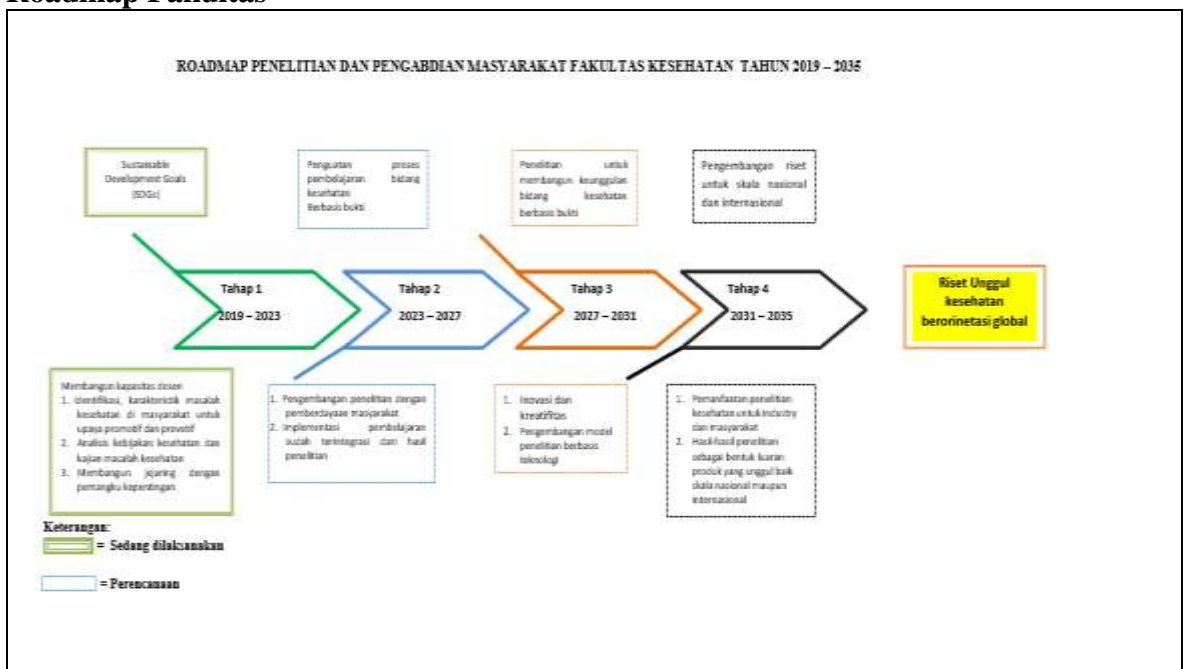 Roadmap Fakultas
ROADMAP PENELITIAN DAN PENGABDIAN MASYARAKAT FAKULTAS KESEHATAN TAHUN 2019 – 2035
Sustainable
Development Goals
(SDGs)
Penguatan proses
pembelajaran bidang
kesehatan
Berbasis bukti
Penelitian untuk
membangun keunggulan
bidang kesehatan
berbasis bukti
Pengembangan riset
untuk skala nasional
dan internasional
Tahap 1
2019 – 2023
Tahap 2
2023 – 2027
Tahap 3
2027 – 2031
Tahap 4
2031 – 2035
Riset Unggul
kesehatan
berorinetasi global
Membangun kapasitas dosen
1. Identifikasi, karakteristik masalah
kesehatan di masyarakat untuk
upaya promotif dan
2. Analisis kebijakan kesehatan dan
kajian masalah kesehatan
3. Membangun jejaring dengan
pemangku kepentingan
1. Pengembangan penelitian dengan
pemberdayaan masyarakat
2. Implementasi pembelajaran
sudah terintegrasi dari hasil
penelitian
1. Inovasi dan
kreatifitas
2. Pengembangan model
penelitian berbasis
teknologi
1. Pemanfaatan penelitian
kesehatan untuk industry
dan masyarakat
2. Hasil-hasil penelitian
sebagai bentuk luaran
produk yang unggul baik
skala nasional maupun
internasional
Keterangan:
= Sedang dilaksanakan
= Perencanaan